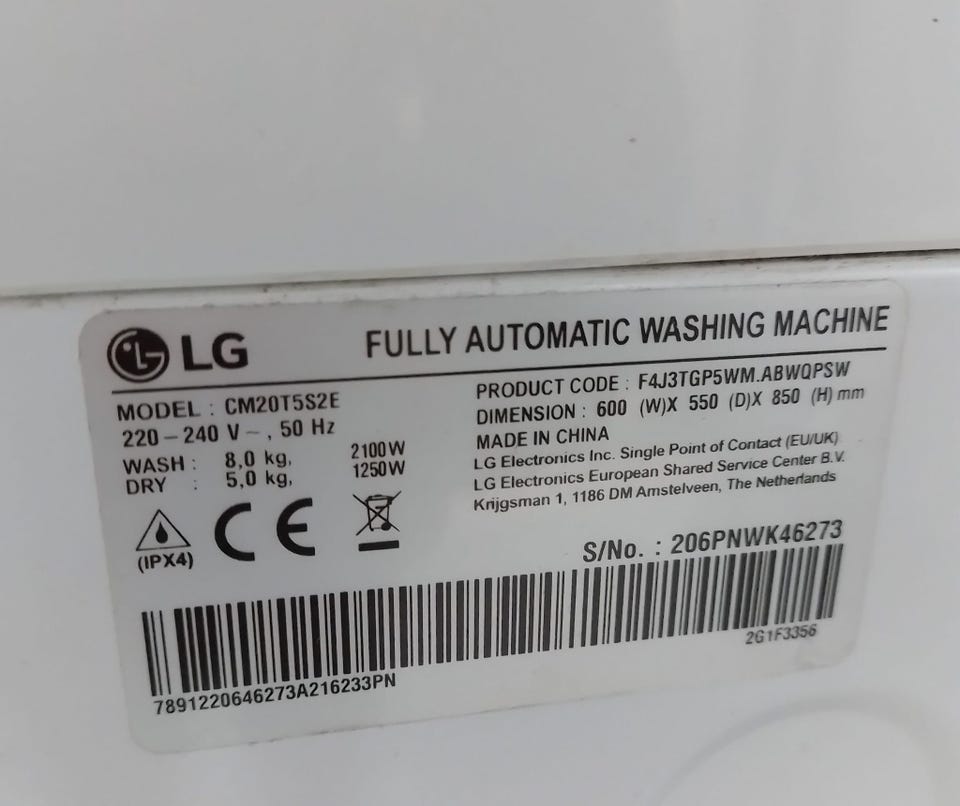 LG FULLY AUTOMATIC WASHING MACHINE
MODEL : CM20T5S2E
220 – 240 V ~, 50 Hz
WASH : 8,0 kg, 2100W
DRY : 5,0 kg, 1250W
(IPX4)
CE
PRODUCT CODE : F4J3TGP5WM.ABWQPSW
DIMENSION : 600 (W)X 550 (D)X 850 (H) mm
MADE IN CHINA
LG Electronics Inc. Single Point of Contact (EU/UK)
LG Electronics European Shared Service Center B.V.
Krijgsman 1, 1186 DM Amstelveen, The Netherlands
S/No. : 206PNWK46273
2G1F3356
7891220646273A216233PN